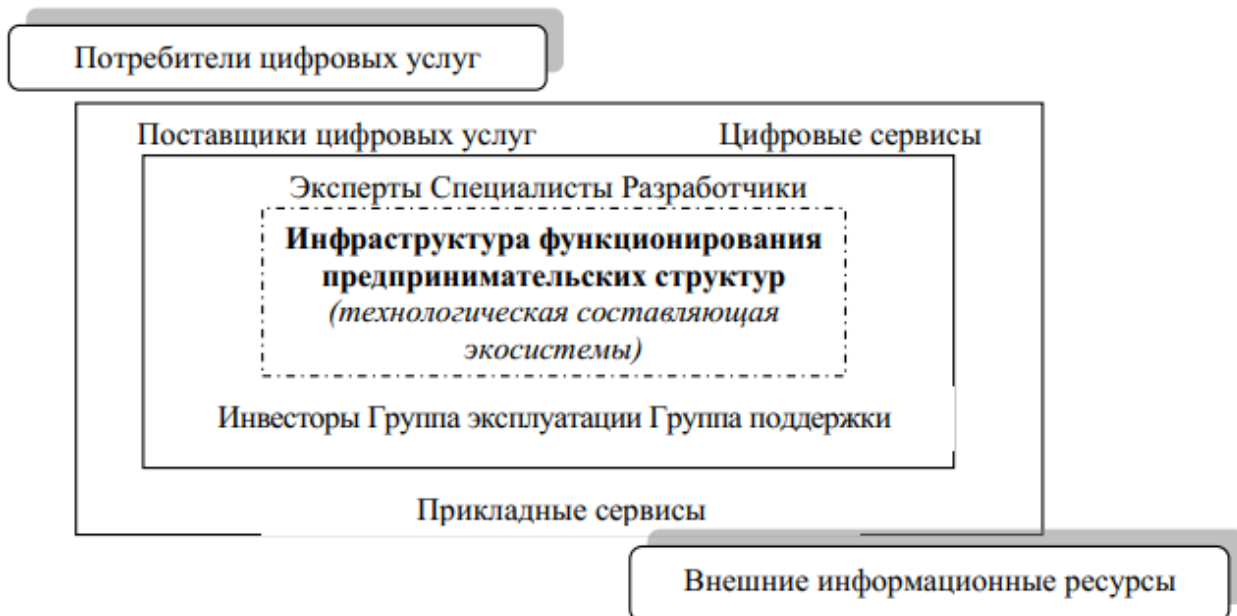 Потребители цифровых услуг
Поставщики цифровых услуг Цифровые сервисы
Эксперты Специалисты Разработчики
Инфраструктура функционирования
предпринимательских структур
(технологическая составляющая
экосистемы)
Инвесторы Группа эксплуатации Группа поддержки
Прикладные сервисы
Внешние информационные ресурсы